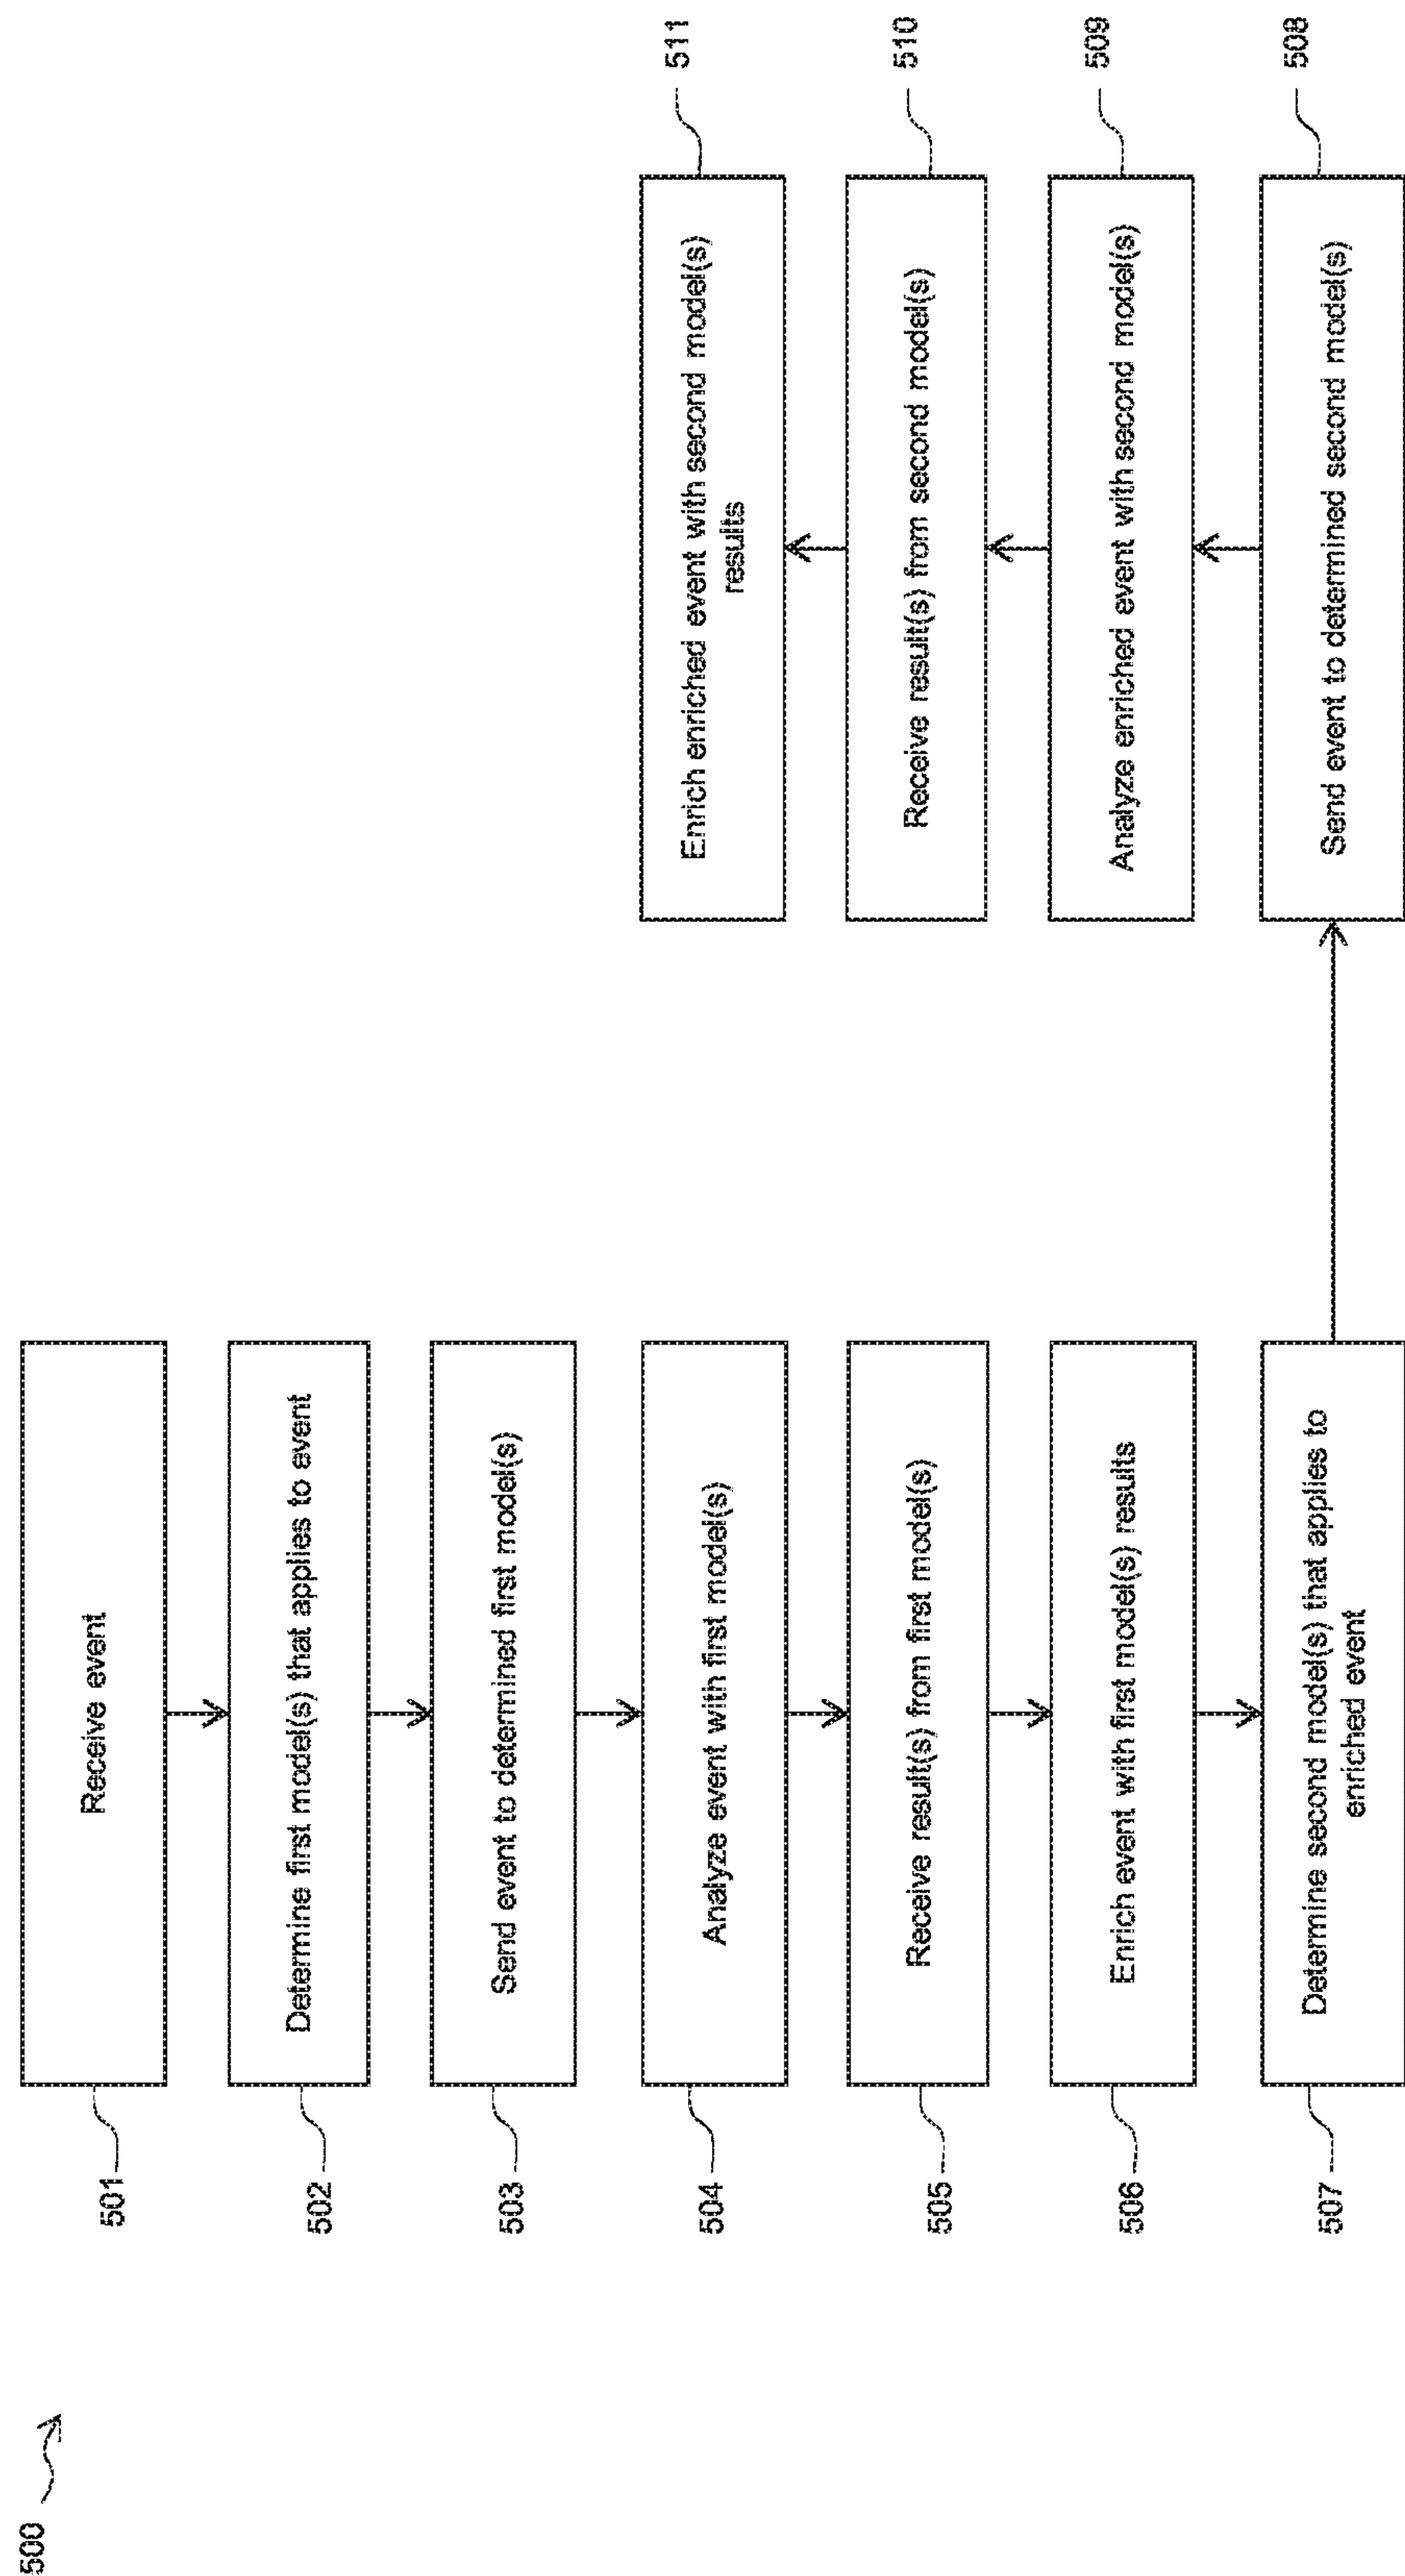 500
501
Receive event
502
Determine first model(s) that applies to event
503
Send event to determined first model(s)
504
Analyze event with first model(s)
505
Receive result(s) from first model(s)
506
Enrich event with first model(s) results
507
Determine second model(s) that applies to
enriched event
508
Send event to determined second model(s)
509
Analyze enriched event with second model(s)
510
Receive result(s) from second model(s)
511
Enrich enriched event with second model(s)
results